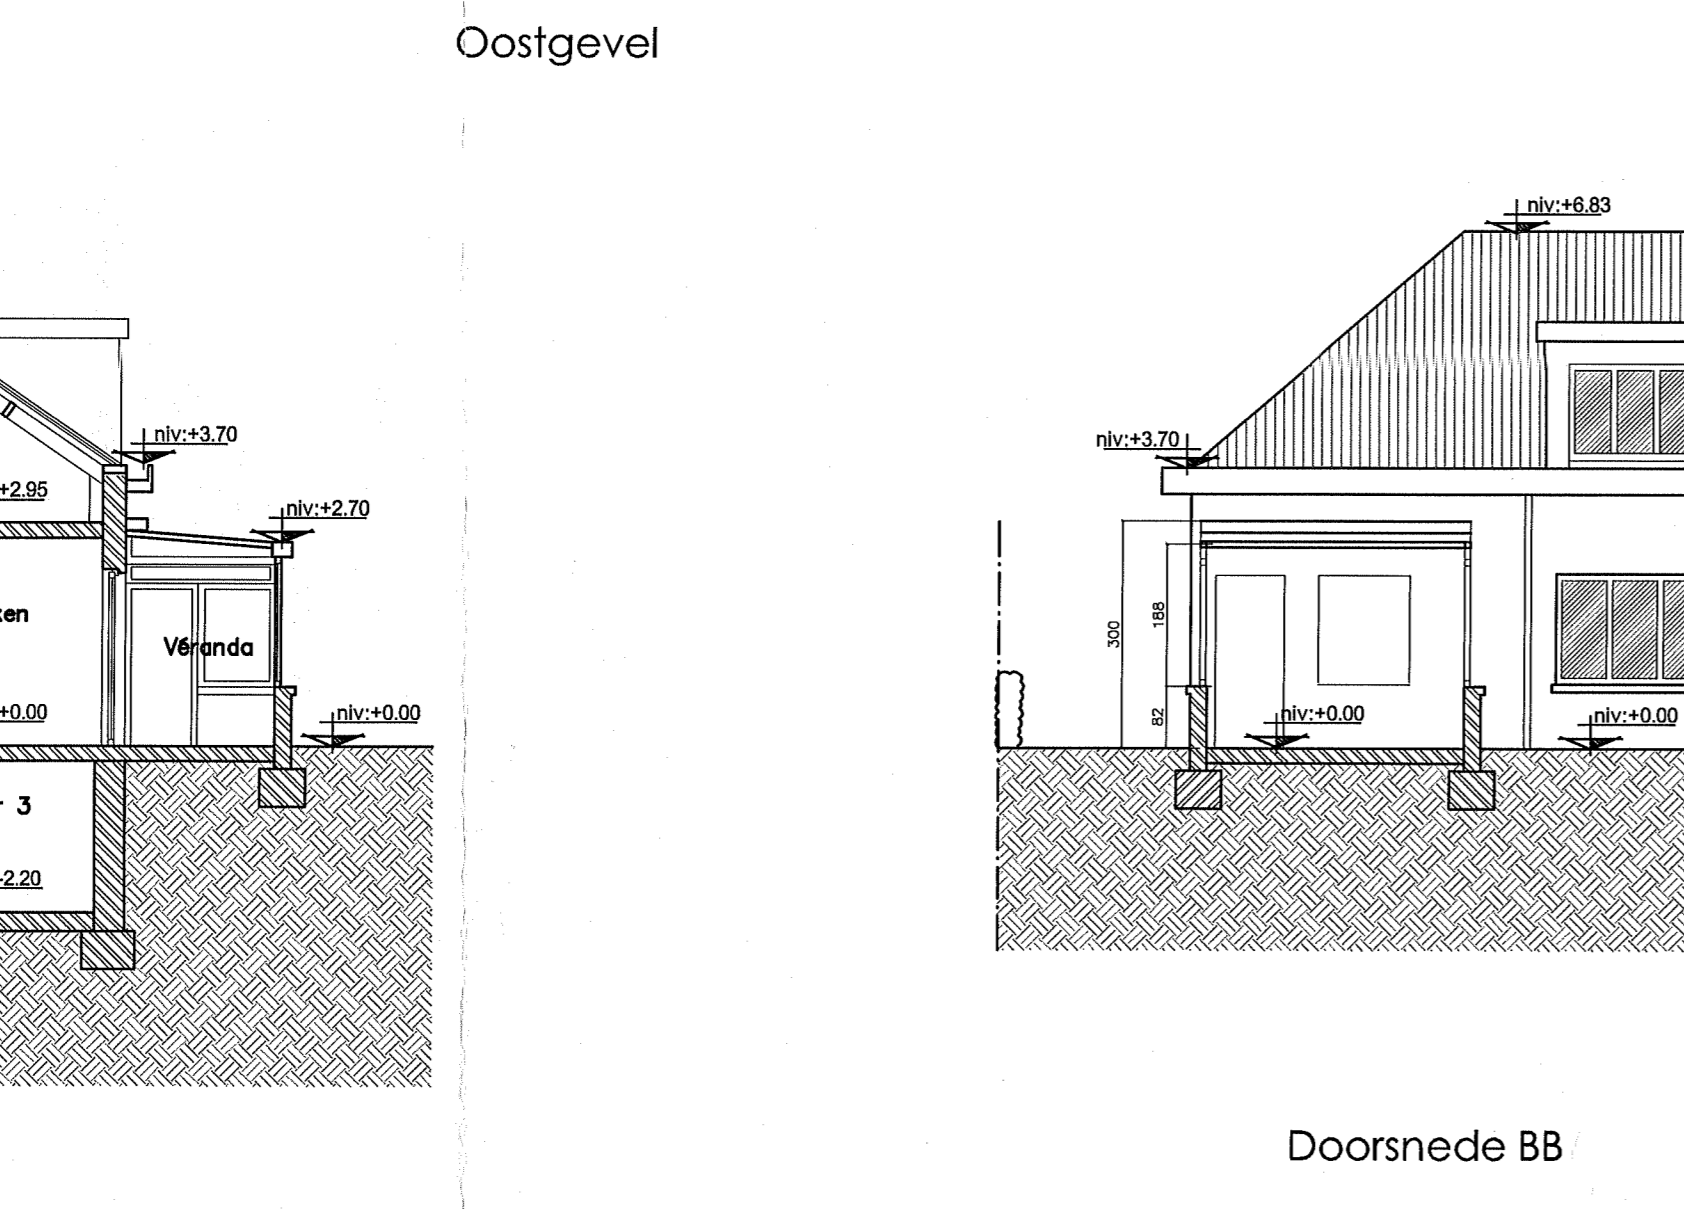 Oostgevel
niv:+6.83
niv:+3.70
niv:+3.70
+2.95
niv:+2.70
188
300
Véranda
82
+0.00
niv:+0.00
niv:+0.00
niv:+0.00
3
2.20
Doorsnede BB